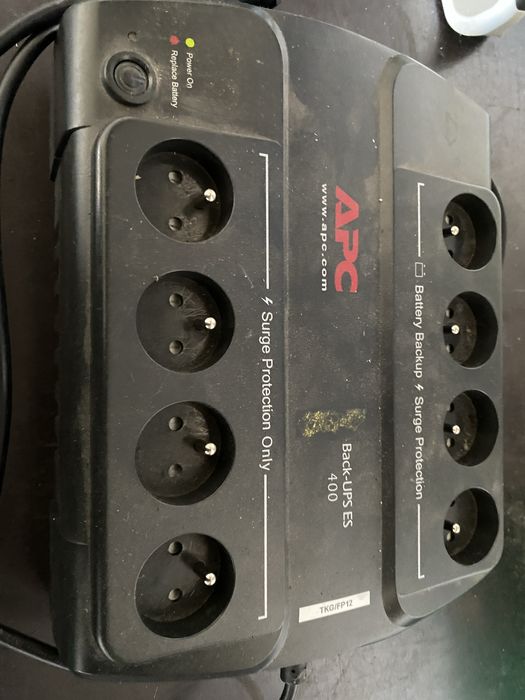 Power On
Replace Battery
Battery Backup Surge Protection
APC
www.apc.com
Surge Protection Only
Back-UPS ES
400
TKG/FP12